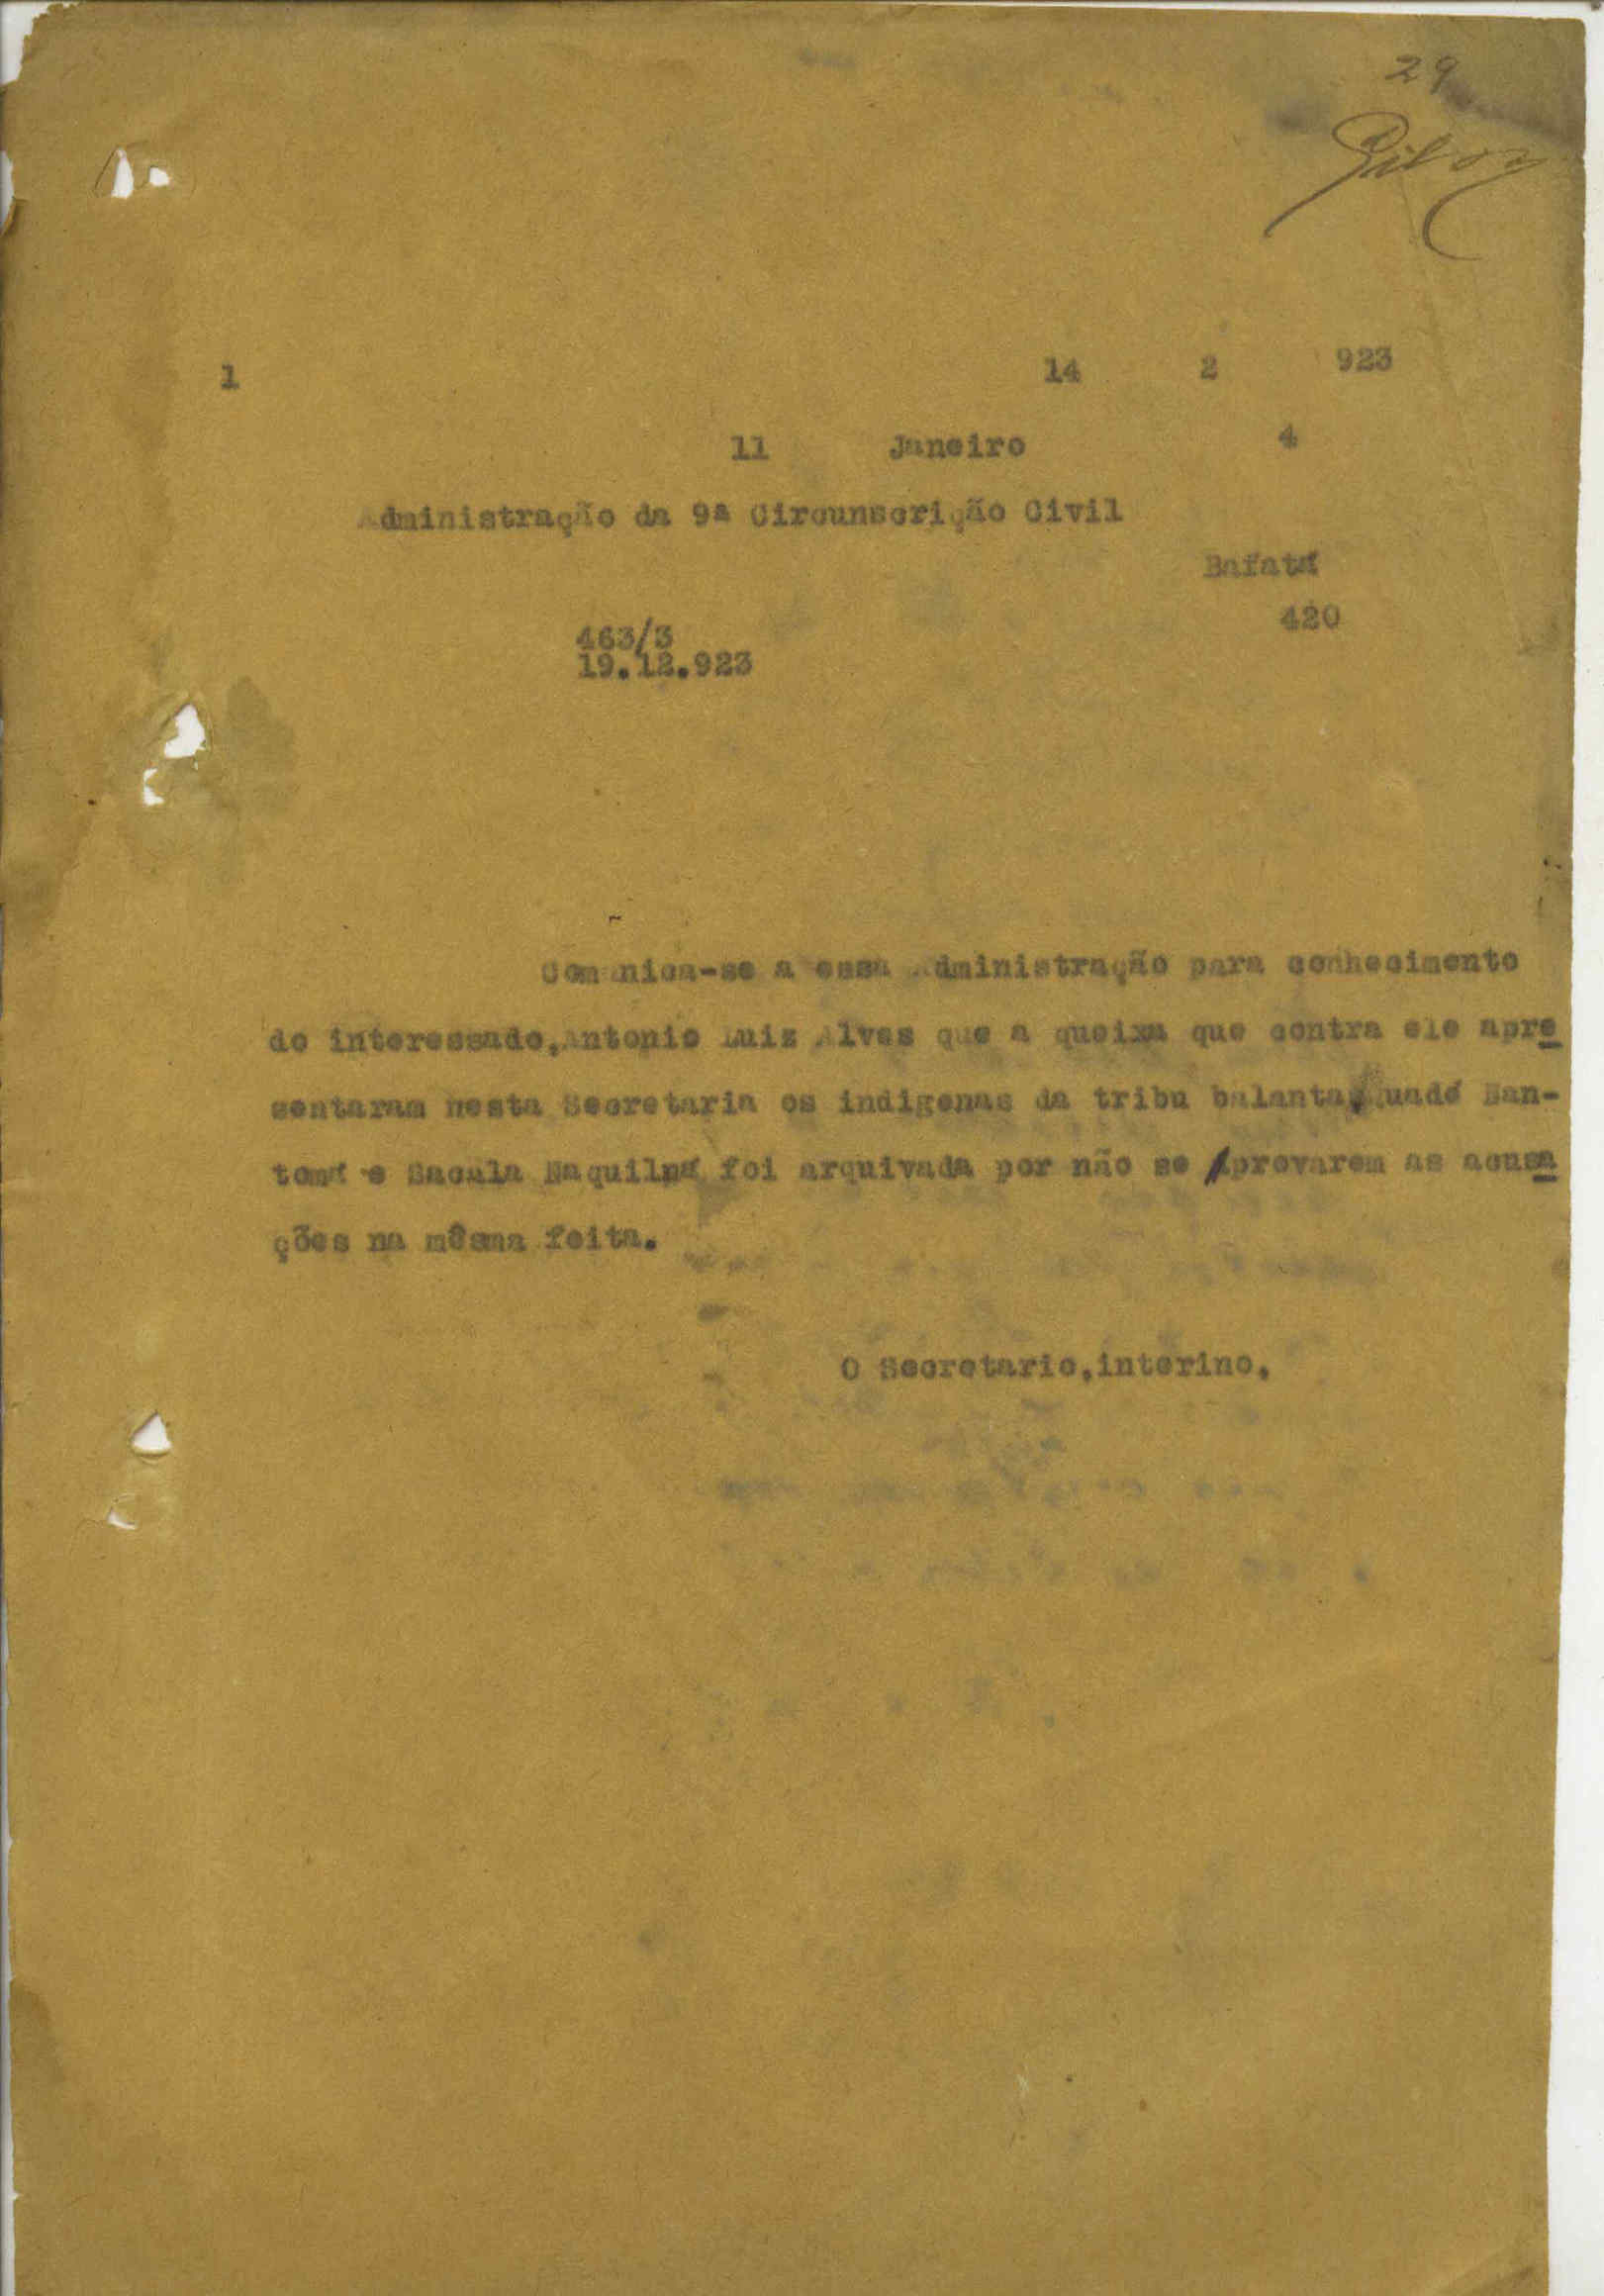 29
1 14 2 923
11 Janeiro 4
Administração da 9ª Circunscrição Civil
Bafatá
420
463/3
19.12.923
Comunica-se a essa Administração para conhecimento
do interessado,Antonio Luiz Alves que a queixa que contra ele apre
sentaram nesta Secretaria os indigenas da tribu balanta, Nan-
tomá e Sacala Naquilná foi arquivada por não se provarem as acusa
ções na mêsma feita.
O Secretario,interino,